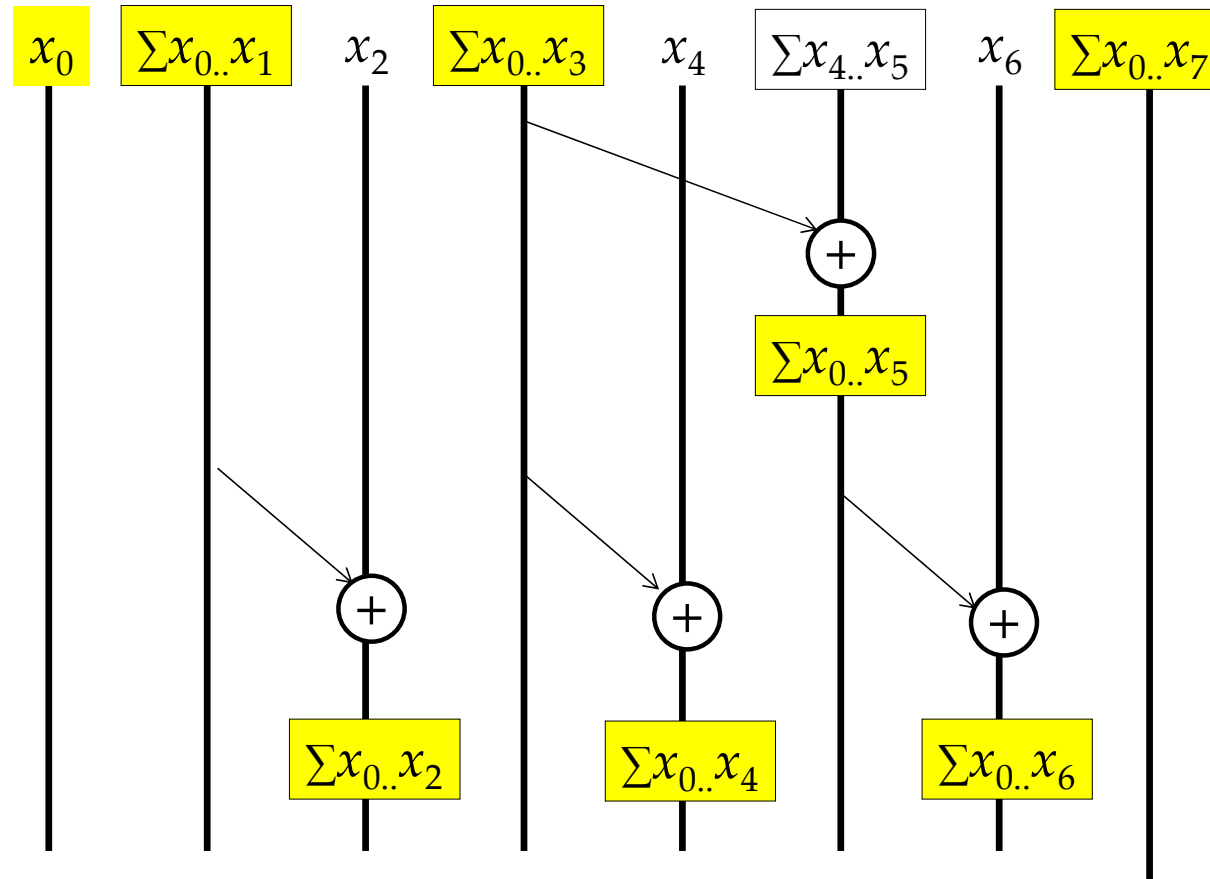 x₀ ∑x₀..x₁ x₂ ∑x₀..x₃ x₄ ∑x₄..x₅ x₆ ∑x₀..x₇
+
∑x₀..x₅
+ + +
∑x₀..x₂ ∑x₀..x₄ ∑x₀..x₆